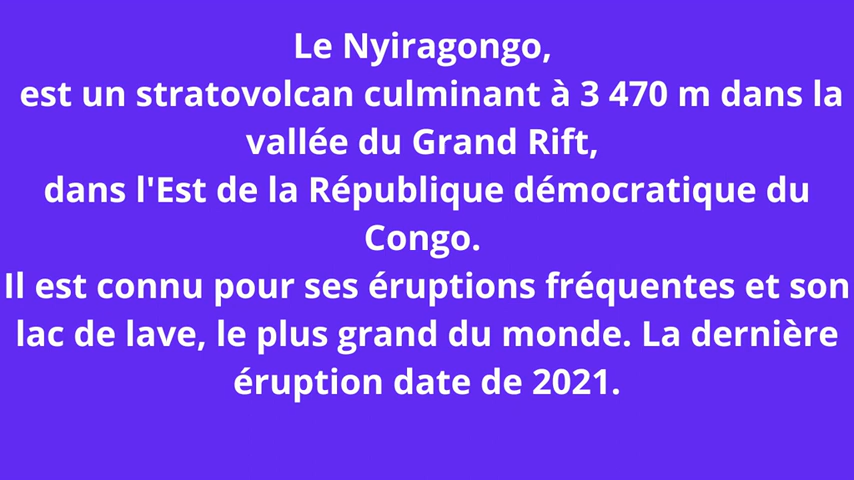 Le Nyiragongo,
est un stratovolcan culminant à 3 470 m dans la
vallée du Grand Rift,
dans l'Est de la République démocratique du
Congo.
Il est connu pour ses éruptions fréquentes et son
lac de lave, le plus grand du monde. La dernière
éruption date de 2021.